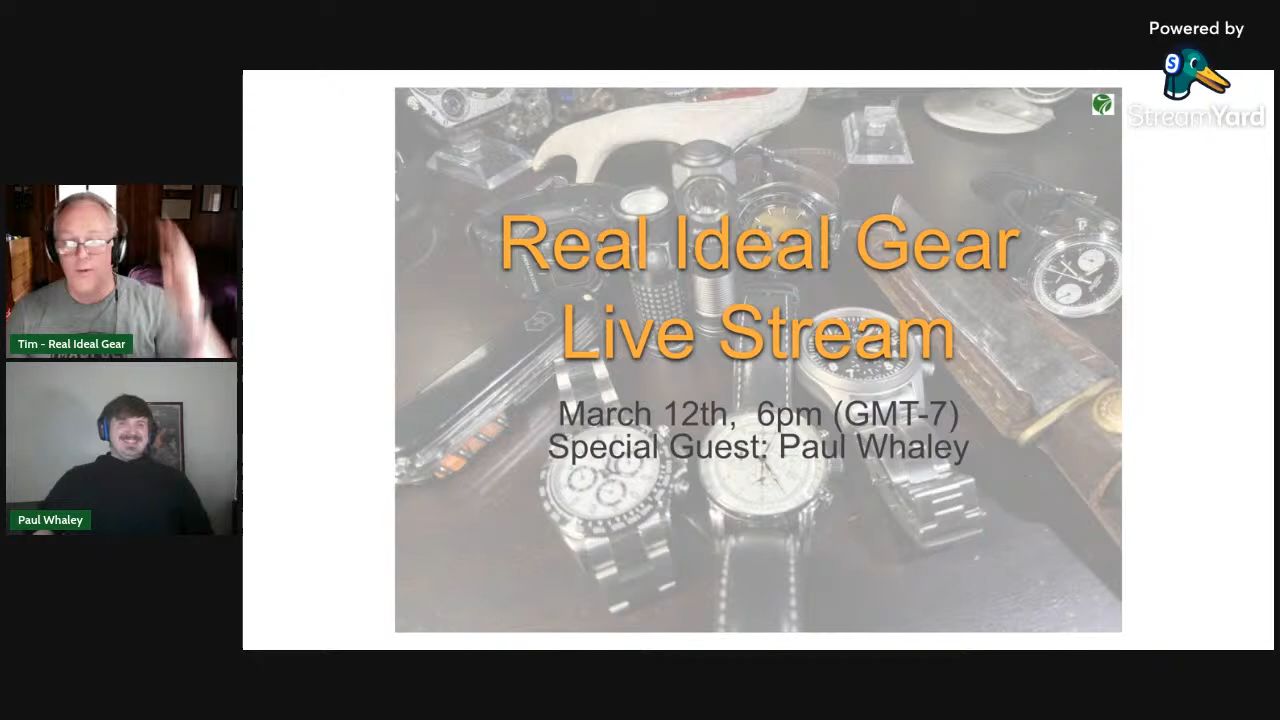 Powered by
StreamYard
Real Ideal Gear
Live Stream
March 12th, 6pm (GMT-7)
Special Guest: Paul Whaley
Tim - Real Ideal Gear
Paul Whaley